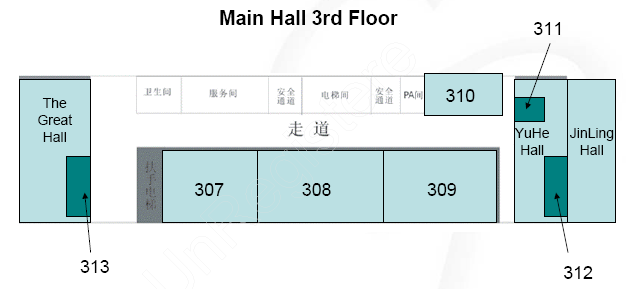 Main Hall 3rd Floor
311
卫生间
服务间
安全
通道
电梯间
安全
通道
PA间
310
The
Great
Hall
走道
YuHe
Hall
JinLing
Hall
扶手电梯
307
308
309
313
312